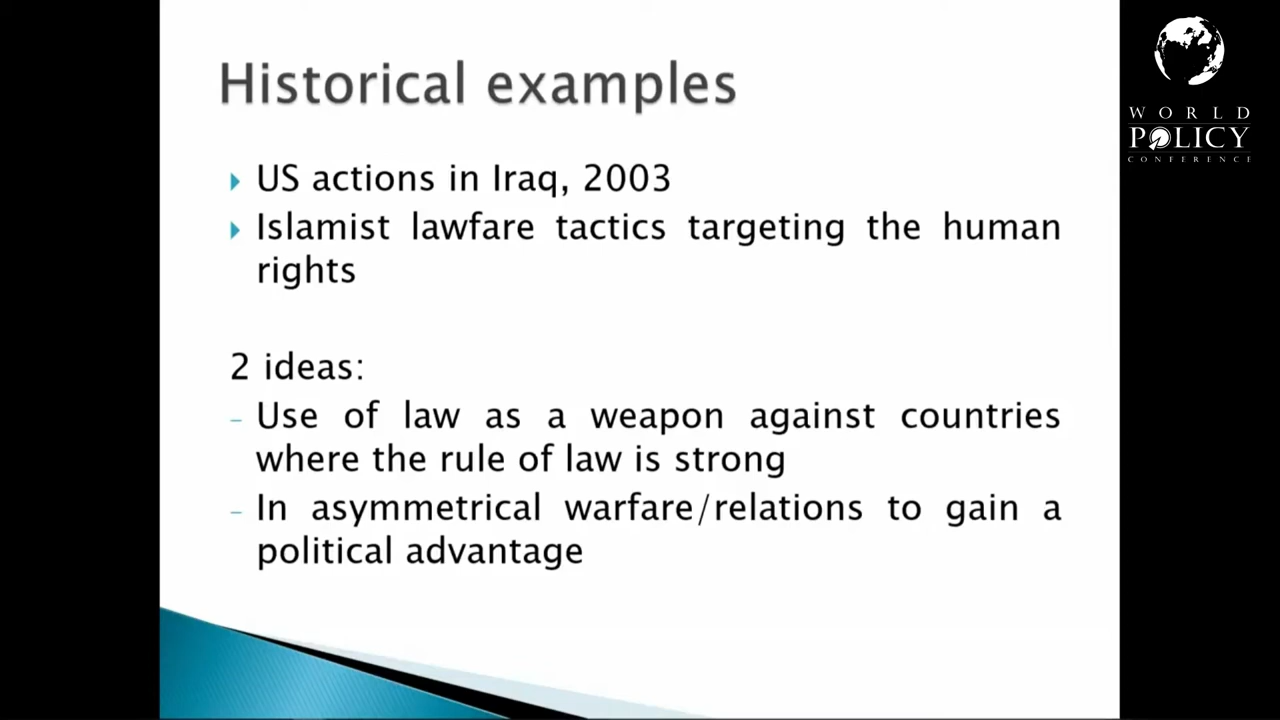 Historical examples
US actions in Iraq, 2003
Islamist lawfare tactics targeting the human
rights
2 ideas:
- Use of law as a weapon against countries
where the rule of law is strong
- In asymmetrical warfare/relations to gain a
political advantage
WORLD
POLICY
CONFERENCE